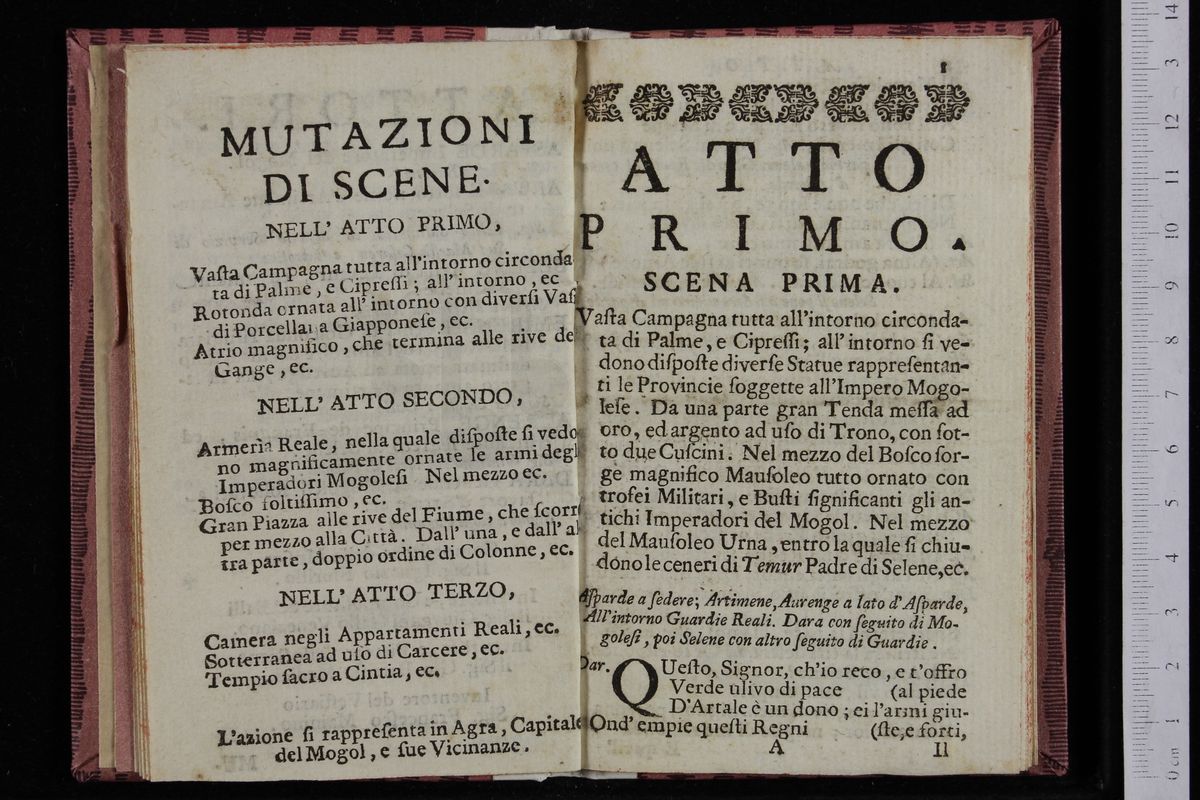 MUTAZIONI
DI SCENE.
NELL' ATTO PRIMO,
Vaſta Campagna tutta all'intorno circonda
ta di Palme, e Cipreſſi; all' intorno, ec
Rotonda ornata all' intorno con diverſi Vaſi
di Porcellana Giapponeſe, ec.
Atrio magnifico, che termina alle rive de
Gange, ec.
NELL' ATTO SECONDO,
Armerìa Reale, nella quale diſpoſte ſi vedo
no magnificamente ornate le armi degl
Imperadori Mogoleſi Nel mezzo ec.
Boſco foltiſſimo, ec.
Gran Piazza alle rive del Fiume, che ſcorr
per mezzo alla Città. Dall' una, e dall' al
tra parte, doppio ordine di Colonne, ec.
NELL' ATTO TERZO,
Camera negli Appartamenti Reali, ec.
Sotterranea ad uſo di Carcere, ec.
Tempio ſacro a Cintia, ec.
L'azione ſi rappreſenta in Agra, Capitale
del Mogol, e ſue Vicinanze.
1
ATTO
PRIMO.
SCENA PRIMA.
Vaſta Campagna tutta all'intorno circonda-
ta di Palme, e Cipreſſi; all' intorno ſi ve-
dono diſpoſte diverſe Statue rappreſentan-
ti le Provincie ſoggette all'Impero Mogo-
leſe. Da una parte gran Tenda meſſa ad
oro, ed argento ad uſo di Trono, con ſot-
to due Cuſcini. Nel mezzo del Boſco ſor-
ge magnifico Mauſoleo tutto ornato con
trofei Militari, e Buſti ſignificanti gli an-
tichi Imperadori del Mogol. Nel mezzo
del Mauſoleo Urna, entro la quale ſi chiu-
dono le ceneri di Temur Padre di Selene, ec.
Aſparde a ſedere; Artimene, Aurenge a lato d'Aſparde,
All'intorno Guardie Reali. Dara con ſeguito di Mo-
goleſi, poi Selene con altro ſeguito di Guardie.
Dar. QUeſto, Signor, ch'io reco, e t'offro
Verde ulivo di pace (al piede
D'Artale è un dono; ei l'armi giu-
Ond' empie queſti Regni (ſte, e forti,
A Il